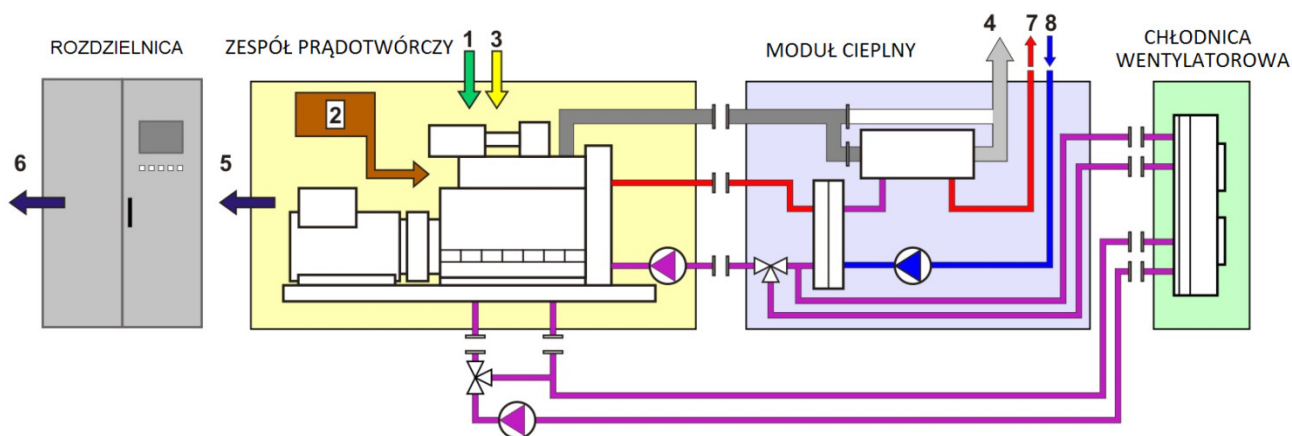 ROZDZIELNICA
ZESPÓŁ PRĄDOTWÓRCZY
1
3
MODUŁ CIEPLNY
4
7
8
CHŁODNICA
WENTYLATOROWA
2
6
5